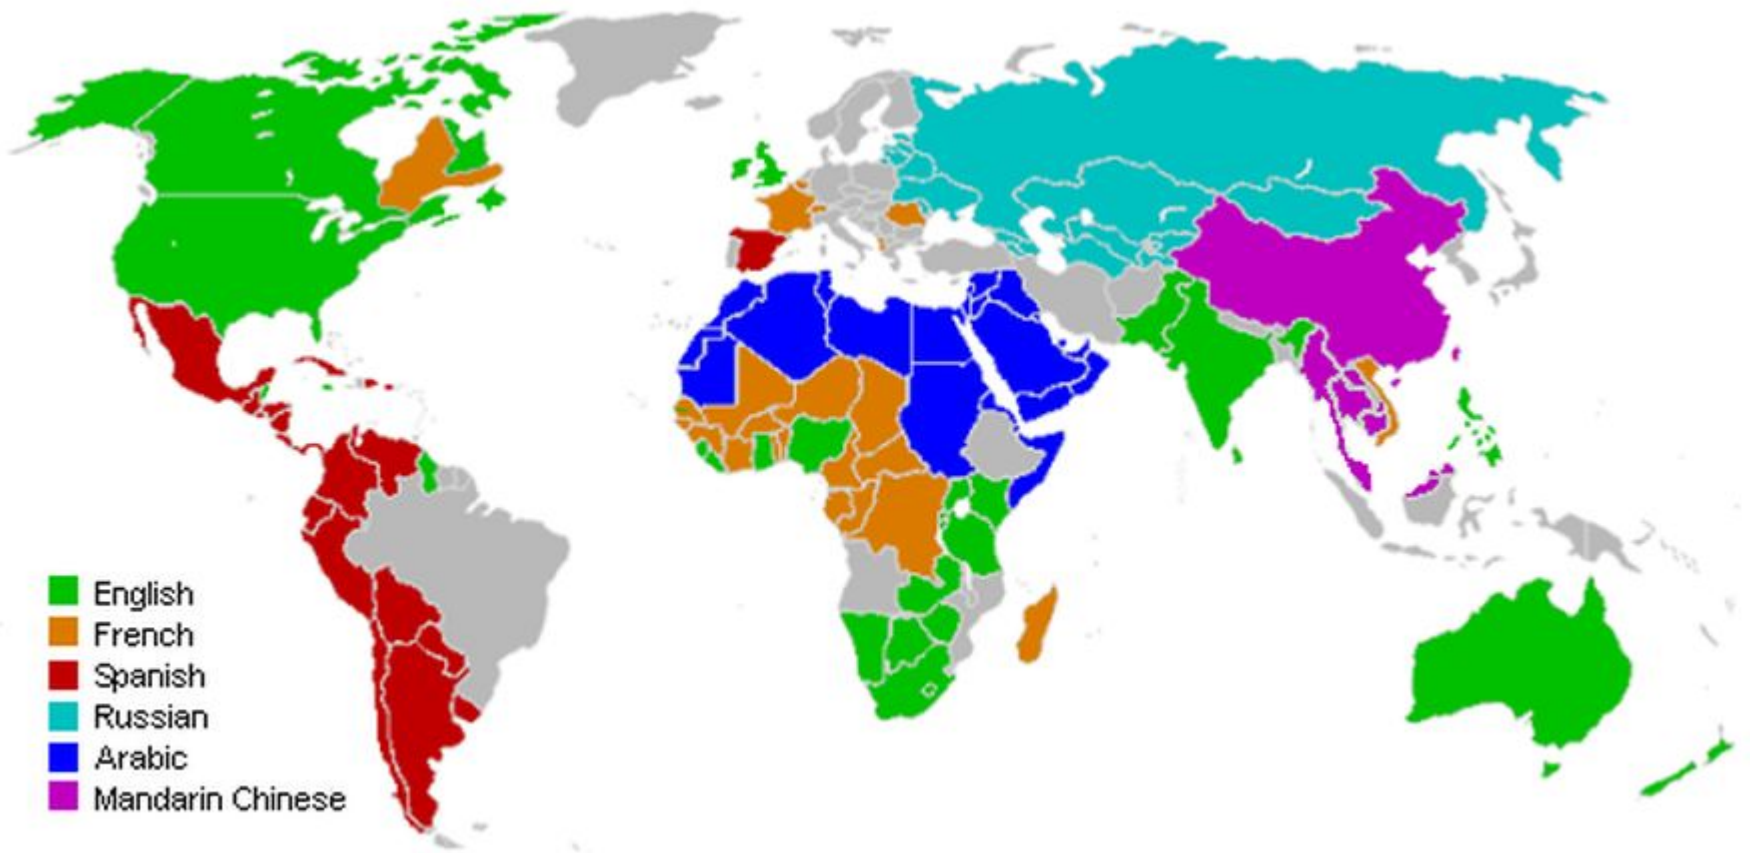 English
French
Spanish
Russian
Arabic
Mandarin Chinese